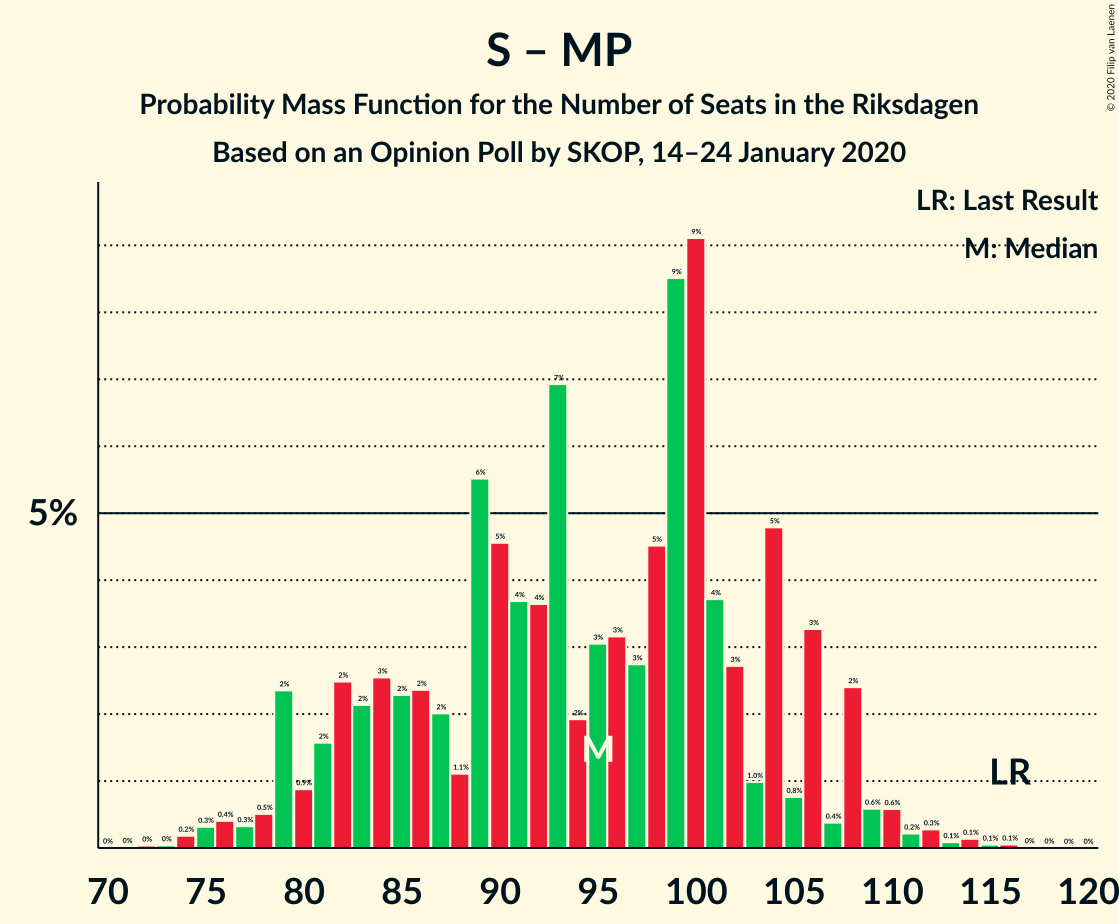 S – MP
Probability Mass Function for the Number of Seats in the Riksdagen
Based on an Opinion Poll by SKOP, 14–24 January 2020
© 2020 Filip van Laenen
LR: Last Result
M: Median
5%
0% 0% 0% 0% 0.2% 0.3% 0.4% 0.3% 0.5% 2% 0.9% 2% 2% 2% 3% 2% 2% 2% 1.1% 6% 5% 4% 4% 7% 2% 3% 3% 3% 5% 9% 9% 4% 3% 1.0% 5% 0.8% 3% 0.4% 2% 0.6% 0.6% 0.2% 0.3% 0.1% 0.1% 0.1% 0.1% 0% 0% 0% 0%
M
LR
70 75 80 85 90 95 100 105 110 115 120